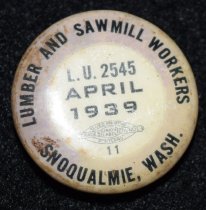 LUMBER AND SAWMILL WORKERS
L.U. 2545
APRIL
1939
11
SNOQUALMIE, WASH.